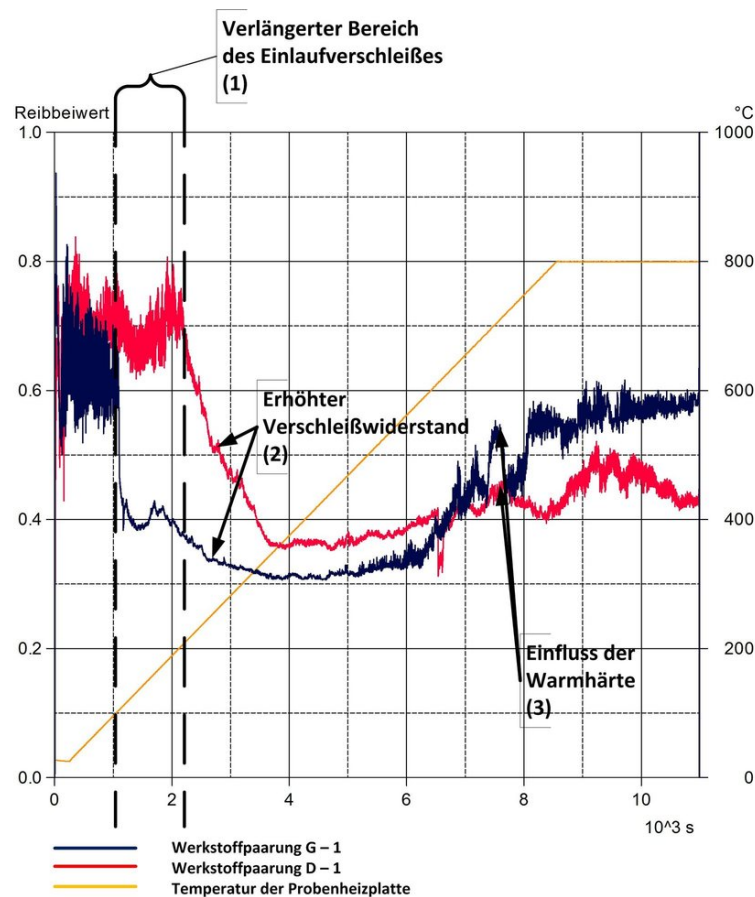 Verlängerter Bereich
des Einlaufverschleißes
(1)
Reibbeiwert
°C
1.0
1000
0.8
800
0.6
600
Erhöhter
Verschleißwiderstand
(2)
0.4
400
0.2
200
Einfluss der
Warmhärte
(3)
0.0
0
0
2
4
6
8
10
10^3 s
Werkstoffpaarung G – 1
Werkstoffpaarung D – 1
Temperatur der Probenheizplatte